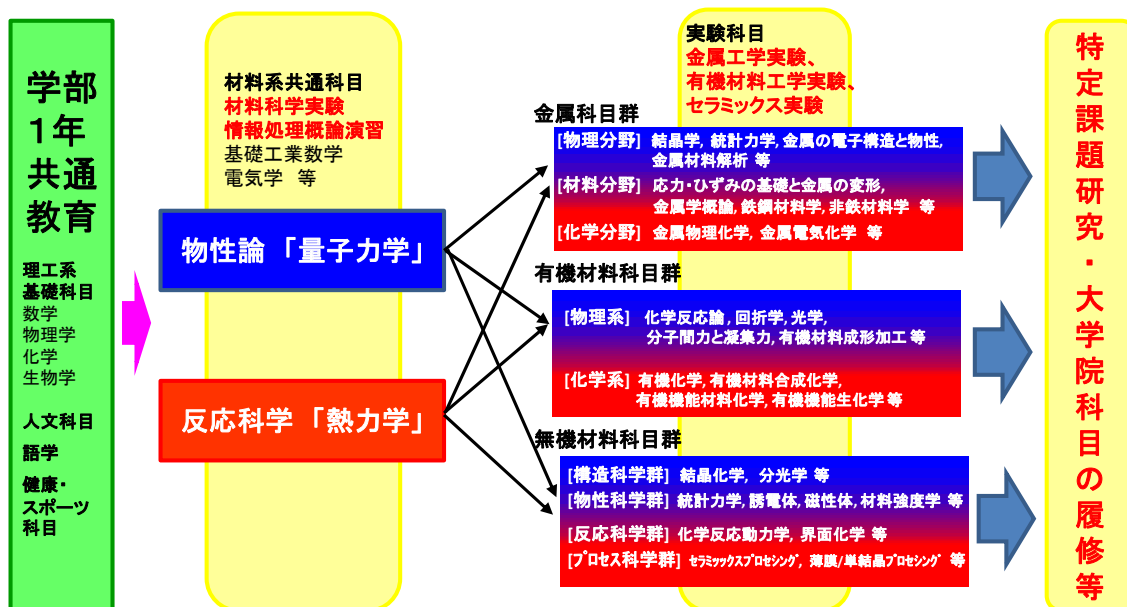 学部
1年
共通
教育
理工系
基礎科目
数学
物理学
化学
生物学
人文科目
語学
健康・
スポーツ
科目
材料系共通科目
材料科学実験
情報処理概論演習
基礎工業数学
電気学 等
物性論「量子力学」
反応科学「熱力学」
実験科目
金属工学実験、
有機材料工学実験、
セラミックス実験
金属科目群
[物理分野] 結晶学, 統計力学, 金属の電子構造と物性,
金属材料解析 等
[材料分野] 応力・ひずみの基礎と金属の変形,
金属学概論, 鉄鋼材料学, 非鉄材料学 等
[化学分野] 金属物理化学, 金属電気化学 等
有機材料科目群
[物理系] 化学反応論, 回折学, 光学,
分子間力と凝集力, 有機材料成形加工 等
[化学系] 有機化学, 有機材料合成化学,
有機機能材料化学, 有機機能生化学 等
無機材料科目群
[構造科学群] 結晶化学, 分光学 等
[物性科学群] 統計力学, 誘電体, 磁性体, 材料強度学 等
[反応科学群] 化学反応動力学, 界面化学 等
[プロセス科学群] セラミックスプロセシング, 薄膜/単結晶プロセシング 等
特定課題研究・大学院科目の履修等